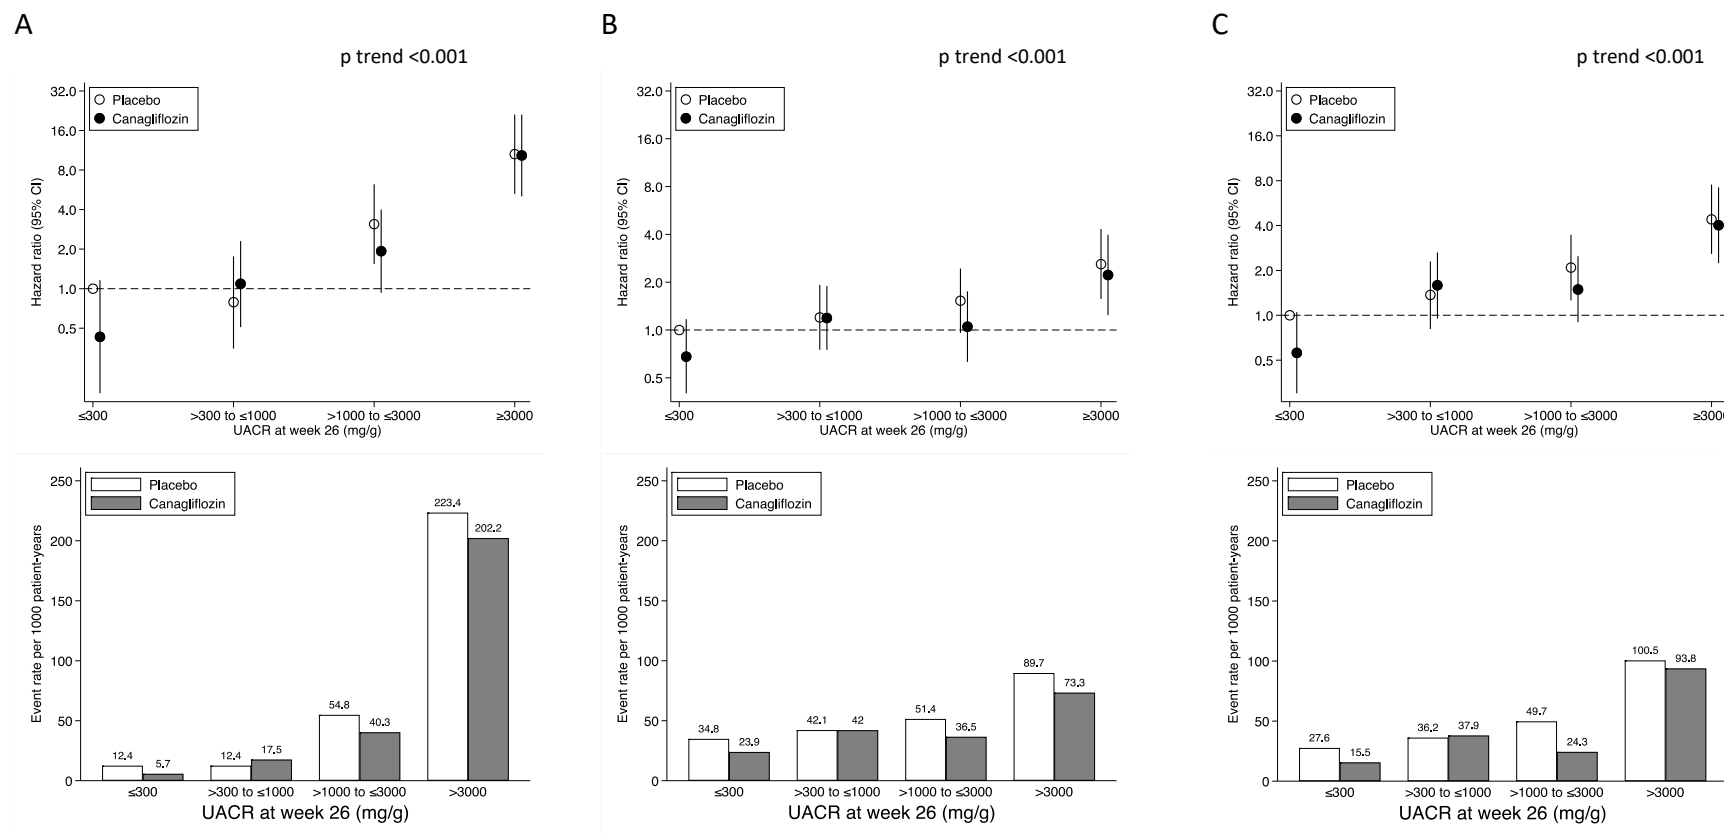 A
p trend <0.001
32.0
16.0
8.0
4.0
2.0
1.0
0.5
Hazard ratio (95% CI)
Placebo
Canagliflozin
≤300
>300 to ≤1000
>1000 to ≤3000
≥3000
UACR at week 26 (mg/g)
250
200
150
100
50
0
Event rate per 1000 patient-years
Placebo
Canagliflozin
12.4
5.7
12.4
17.5
54.8
40.3
223.4
202.2
≤300
>300 to ≤1000
>1000 to ≤3000
>3000
UACR at week 26 (mg/g)
B
p trend <0.001
32.0
16.0
8.0
4.0
2.0
1.0
0.5
Hazard ratio (95% CI)
Placebo
Canagliflozin
≤300
>300 to ≤1000
>1000 to ≤3000
≥3000
UACR at week 26 (mg/g)
250
200
150
100
50
0
Event rate per 1000 patient-years
Placebo
Canagliflozin
34.8
23.9
42.1
42
51.4
36.5
89.7
73.3
≤300
>300 to ≤1000
>1000 to ≤3000
>3000
UACR at week 26 (mg/g)
C
p trend <0.001
32.0
16.0
8.0
4.0
2.0
1.0
0.5
Hazard ratio (95% CI)
Placebo
Canagliflozin
≤300
>300 to ≤1000
>1000 to ≤3000
≥3000
UACR at week 26 (mg/g)
250
200
150
100
50
0
Event rate per 1000 patient-years
Placebo
Canagliflozin
27.6
15.5
36.2
37.9
49.7
24.3
100.5
93.8
≤300
>300 to ≤1000
>1000 to ≤3000
>3000
UACR at week 26 (mg/g)